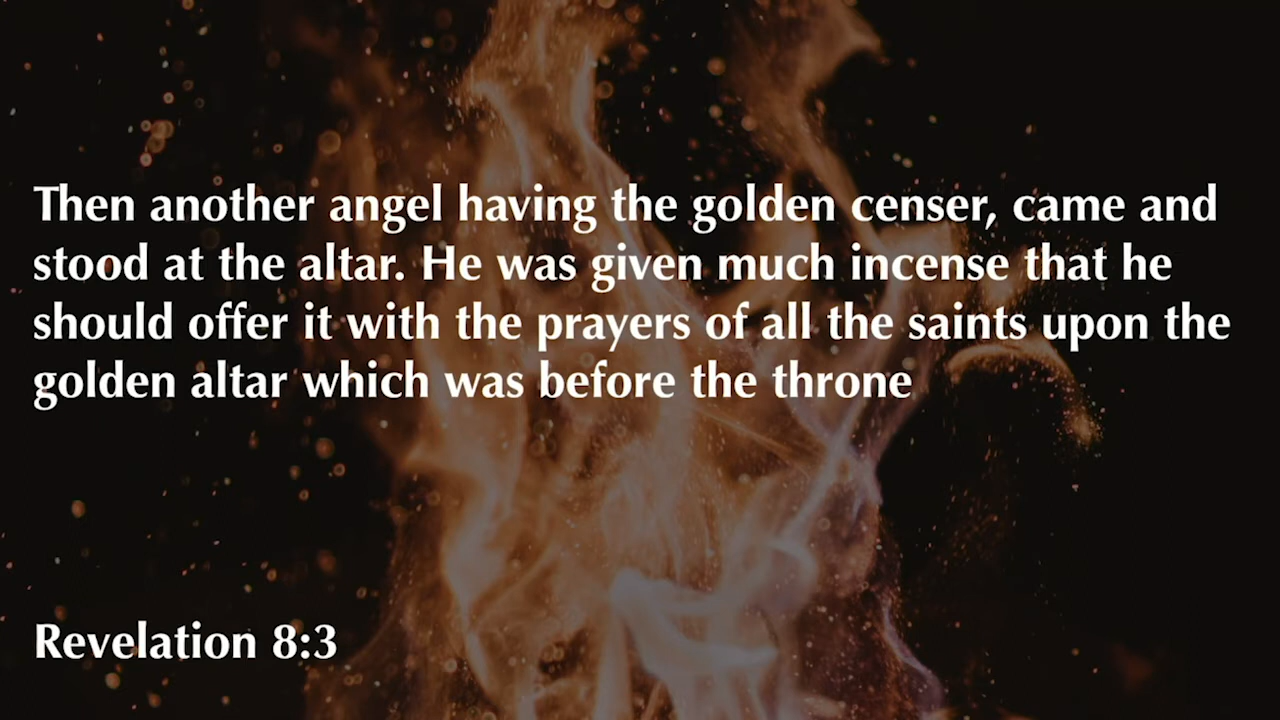 Then another angel having the golden censer, came and
stood at the altar. He was given much incense that he
should offer it with the prayers of all the saints upon the
golden altar which was before the throne
Revelation 8:3